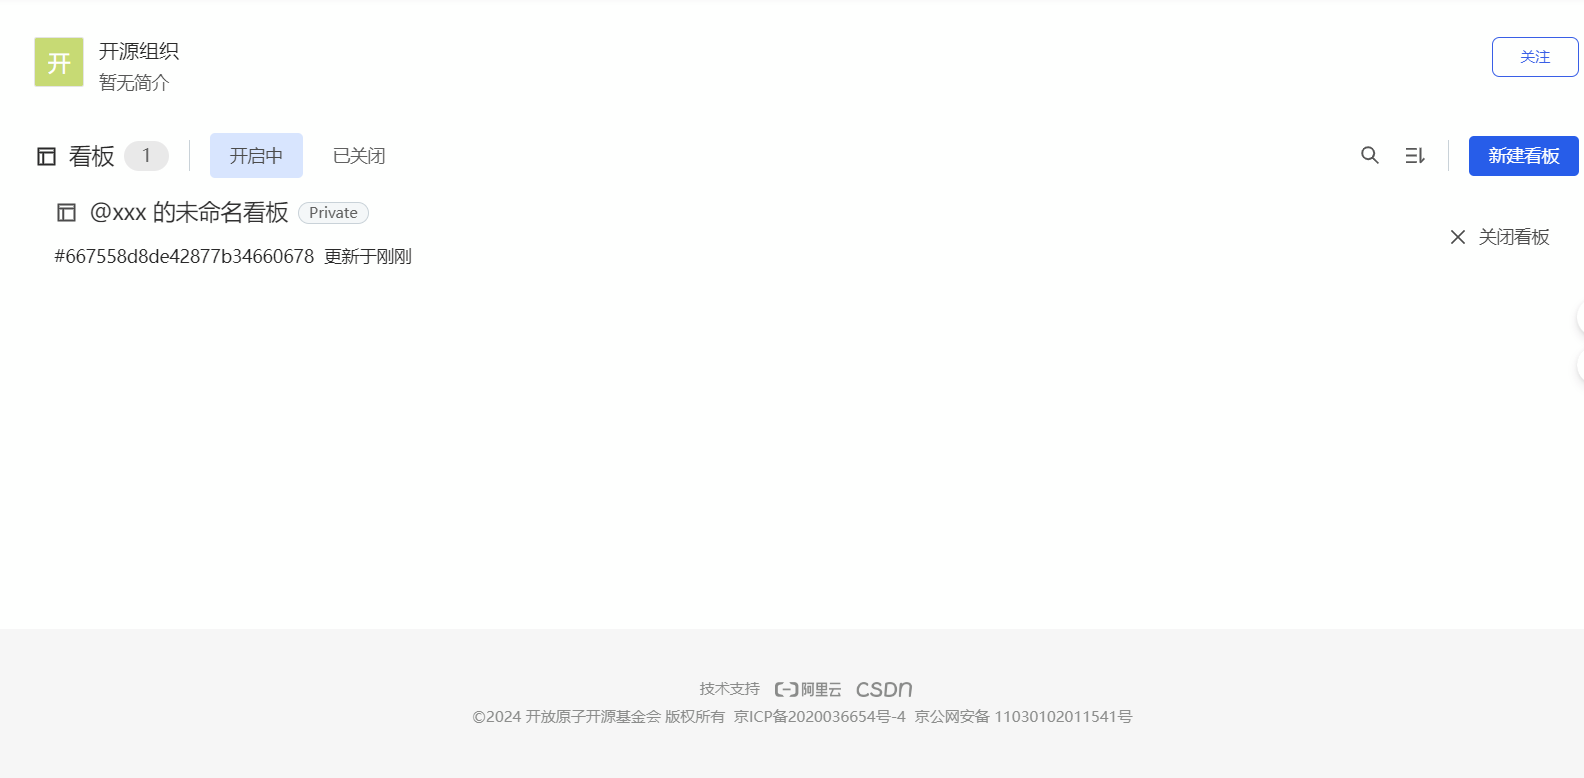 开
开源组织
暂无简介
关注
看板 1 开启中 已关闭 新建看板
@xxx 的未命名看板 Private
#667558d8de42877b34660678 更新于刚刚
关闭看板
技术支持 阿里云 CSDN
©2024 开放原子开源基金会 版权所有 京ICP备2020036654号-4 京公网安备 11030102011541号